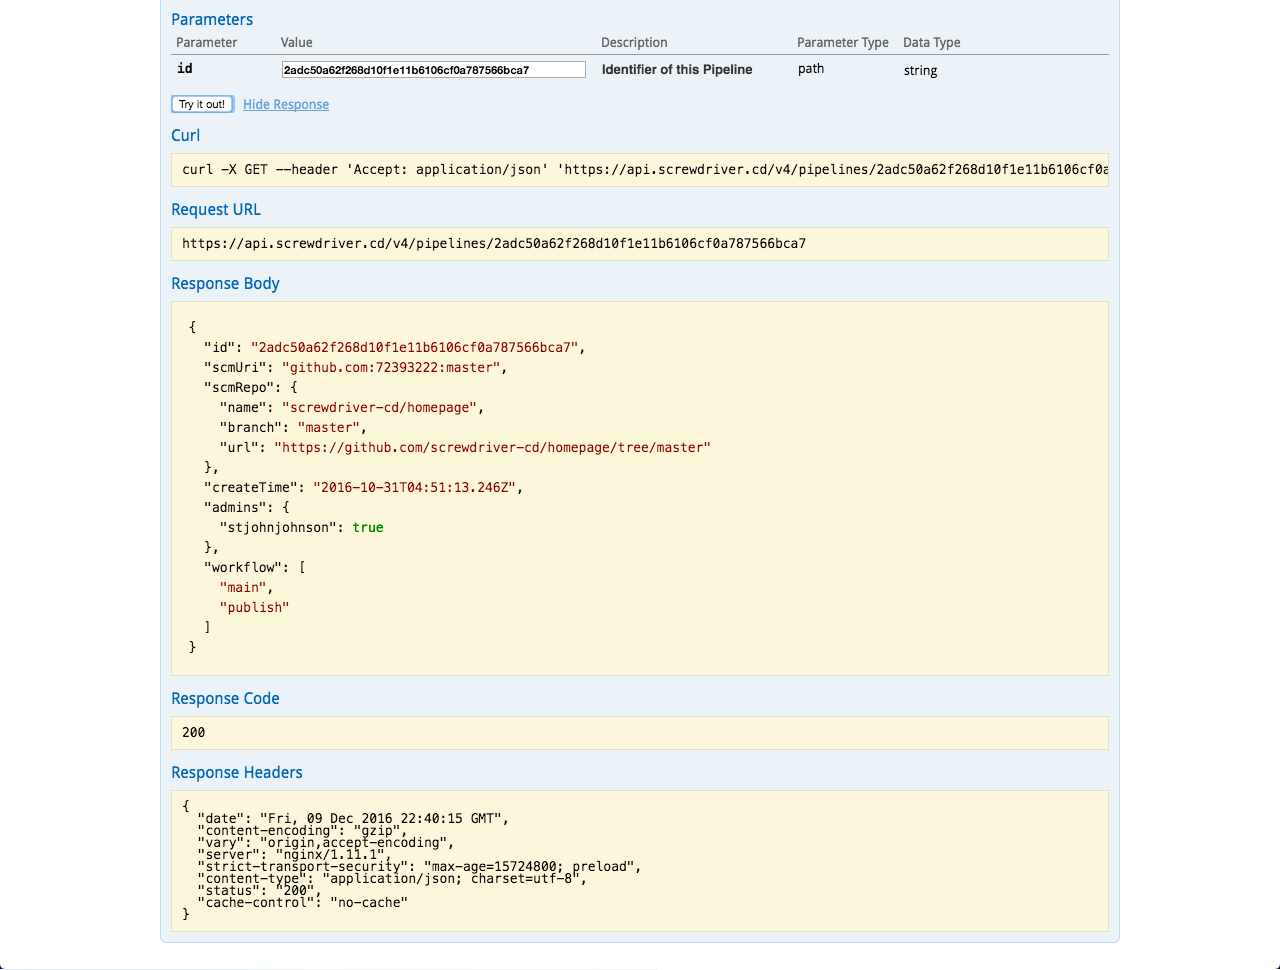 Parameters
Parameter Value Description Parameter Type Data Type
id 2adc50a62f268d10f1e11b6106cf0a787566bca7 Identifier of this Pipeline path string
Try it out! Hide Response
Curl
curl -X GET --header 'Accept: application/json' 'https://api.screwdriver.cd/v4/pipelines/2adc50a62f268d10f1e11b6106cf0a
Request URL
https://api.screwdriver.cd/v4/pipelines/2adc50a62f268d10f1e11b6106cf0a787566bca7
Response Body
{
"id": "2adc50a62f268d10f1e11b6106cf0a787566bca7",
"scmUri": "github.com:72393222:master",
"scmRepo": {
"name": "screwdriver-cd/homepage",
"branch": "master",
"url": "https://github.com/screwdriver-cd/homepage/tree/master"
},
"createTime": "2016-10-31T04:51:13.246Z",
"admins": {
"stjohnjohnson": true
},
"workflow": [
"main",
"publish"
]
}
Response Code
200
Response Headers
{
"date": "Fri, 09 Dec 2016 22:40:15 GMT",
"content-encoding": "gzip",
"vary": "origin,accept-encoding",
"server": "nginx/1.11.1",
"strict-transport-security": "max-age=15724800; preload",
"content-type": "application/json; charset=utf-8",
"status": "200",
"cache-control": "no-cache"
}